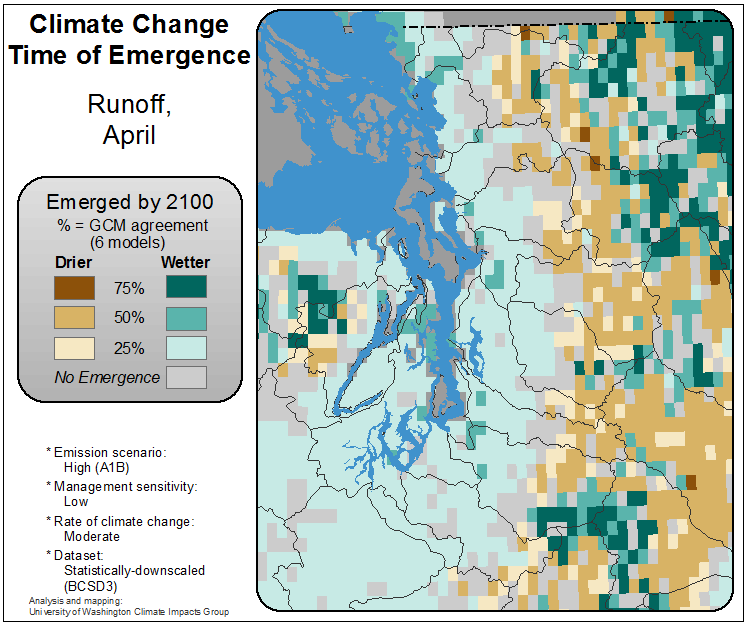 Climate Change
Time of Emergence
Runoff,
April
Emerged by 2100
% = GCM agreement
(6 models)
Drier Wetter
75%
50%
25%
No Emergence
* Emission scenario:
High (A1B)
* Management sensitivity:
Low
* Rate of climate change:
Moderate
* Dataset:
Statistically-downscaled
(BCSD3)
Analysis and mapping:
University of Washington Climate Impacts Group